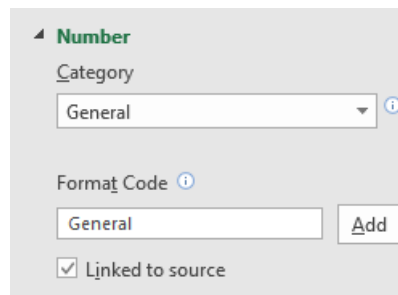 Number
Category
General
Format Code
General
Add
Linked to source